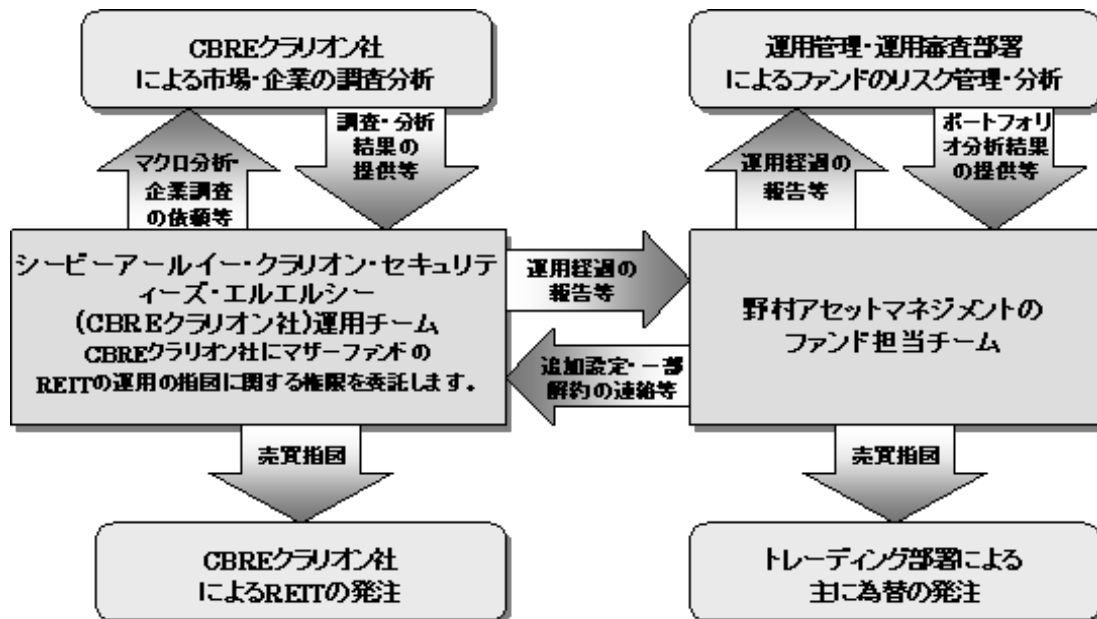 CBREクラリオン社
による市場・企業の調査分析
運用管理・運用審査部署
によるファンドのリスク管理・分析
マクロ分析・
企業調査
の依頼等
調査・分析
結果の
提供等
運用経過の
報告等
ポートフォリ
オ分析結果
の提供等
シービーアールイー・クラリオン・セキュリテ
ィーズ・エルエルシー
(CBREクラリオン社)運用チーム
CBREクラリオン社にマザーファンドの
REITの運用の指図に関する権限を委託します。
運用経過の
報告等
追加設定・一部
解約の連絡等
野村アセットマネジメントの
ファンド担当チーム
売買指図
売買指図
CBREクラリオン社
によるREITの発注
トレーディング部署による
主に為替の発注